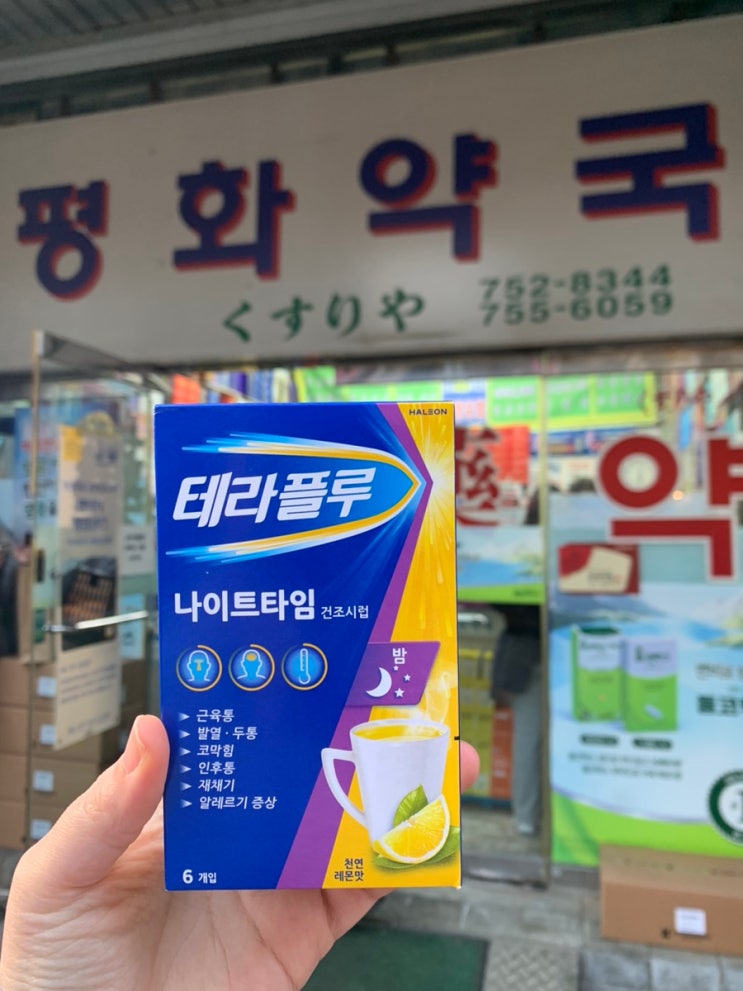 평화약국
くすりや
752-8344
755-6059
HALEON
테라플루
나이트타임 건조시럽
밤
근육통
발열·두통
코막힘
인후통
재채기
알레르기 증상
6 개입
천연
레몬맛
약